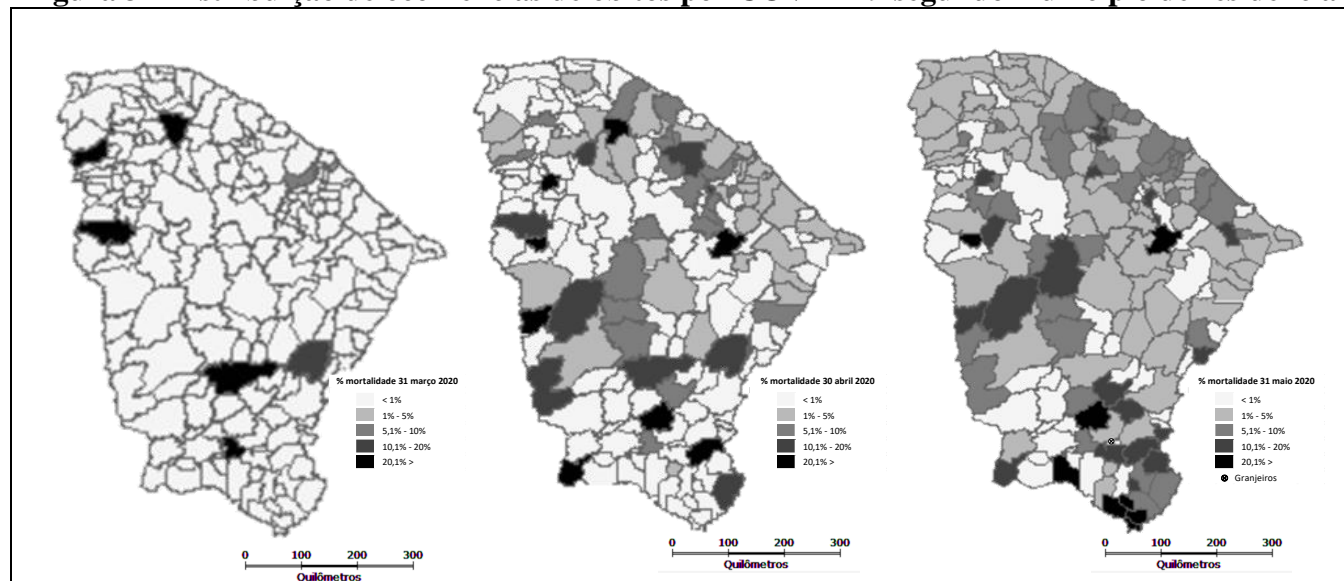 % mortalidade 31 março 2020
< 1%
1% - 5%
5,1% - 10%
10,1% - 20%
20,1% >
0 100 200 300
Quilômetros
% mortalidade 30 abril 2020
< 1%
1% - 5%
5,1% - 10%
10,1% - 20%
20,1% >
0 100 200 300
Quilômetros
% mortalidade 31 maio 2020
< 1%
1% - 5%
5,1% - 10%
10,1% - 20%
20,1% >
Granjeiros
0 100 200 300
Quilômetros